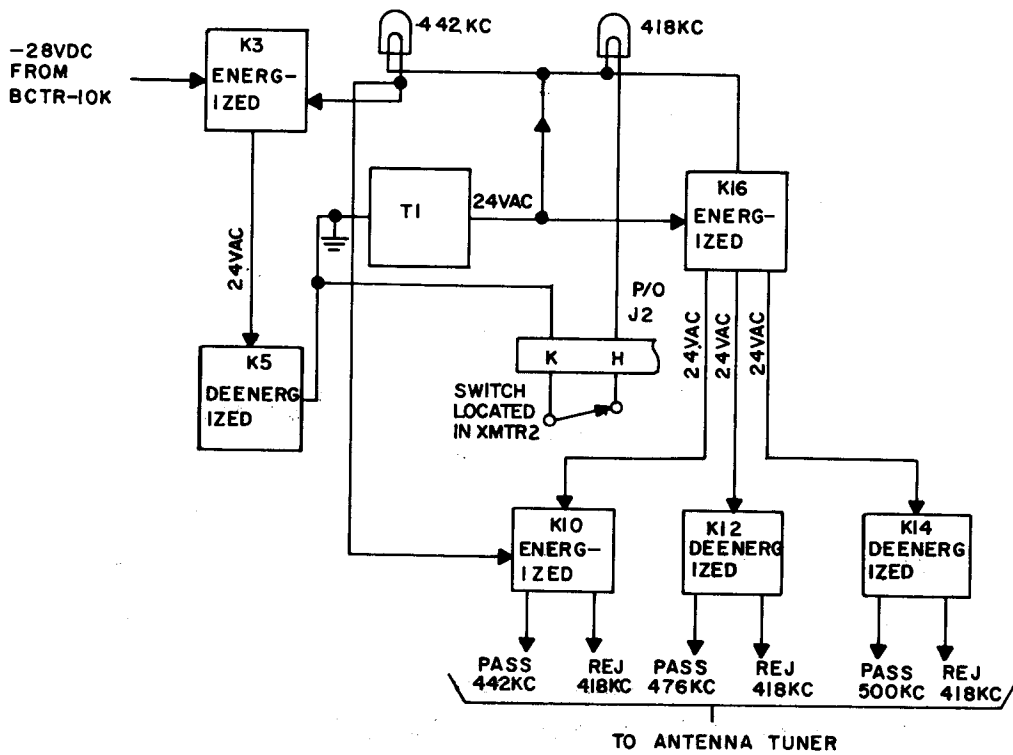 -28VDC
FROM
BCTR-10K
K3
ENERG-
IZED
442KC
418KC
24VAC
K5
DEENERG
IZED
T1
24VAC
K16
ENERG-
IZED
P/O
J2
K H
SWITCH
LOCATED
IN XMTR2
24VAC
24VAC
24VAC
K10
ENERG-
IZED
K12
DEENERG
IZED
K14
DEENERG
IZED
PASS
442KC
REJ
418KC
PASS
476KC
REJ
418KC
PASS
500KC
REJ
418KC
TO ANTENNA TUNER